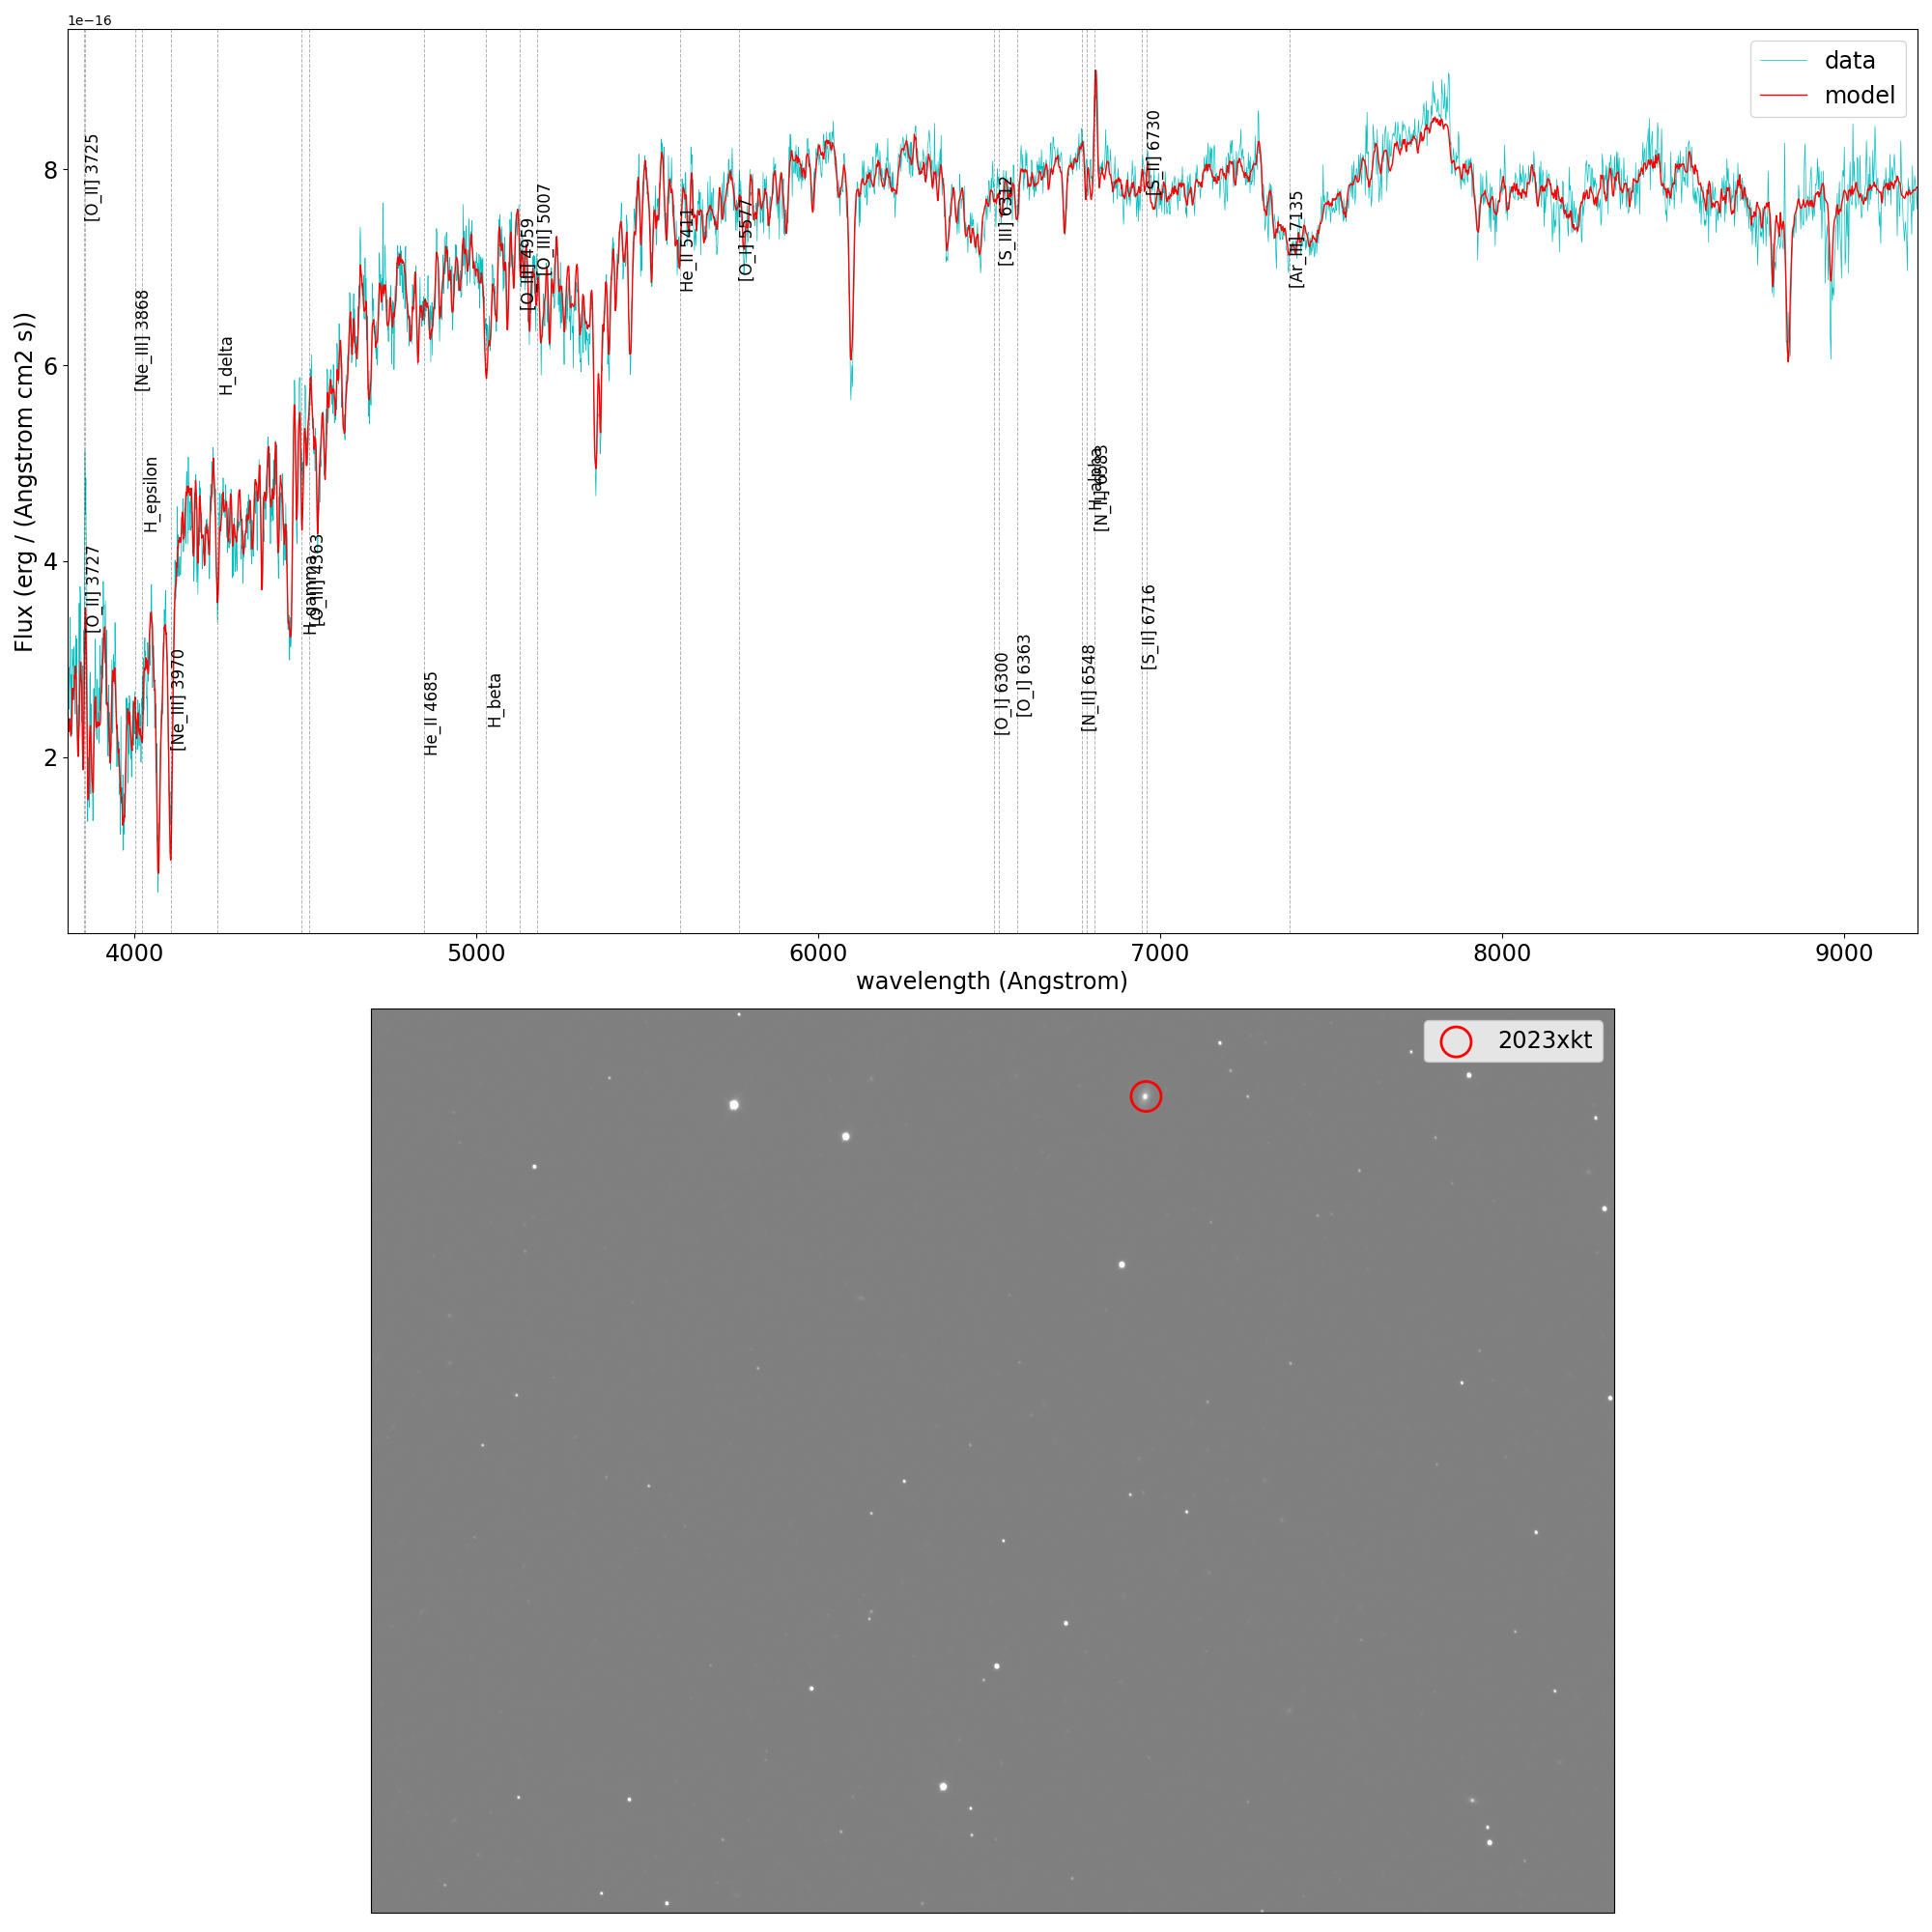 1e−16
data
model
[O_II] 3725
[O_II] 3727
[Ne_III] 3868
H_epsilon
[Ne_III] 3970
H_delta
H_gamma
[O_III] 4363
He_II 4685
H_beta
[O_III] 4959
[O_III] 5007
He_II 5411
[O_I] 5577
[O_I] 6300
[S_III] 6312
[O_I] 6363
[N_II] 6548
H_alpha
[N_II] 6583
[S_II] 6716
[S_II] 6730
[Ar_III] 7135
Flux (erg / (Angstrom cm2 s))
8
6
4
2
4000 5000 6000 7000 8000 9000
wavelength (Angstrom)
2023xkt